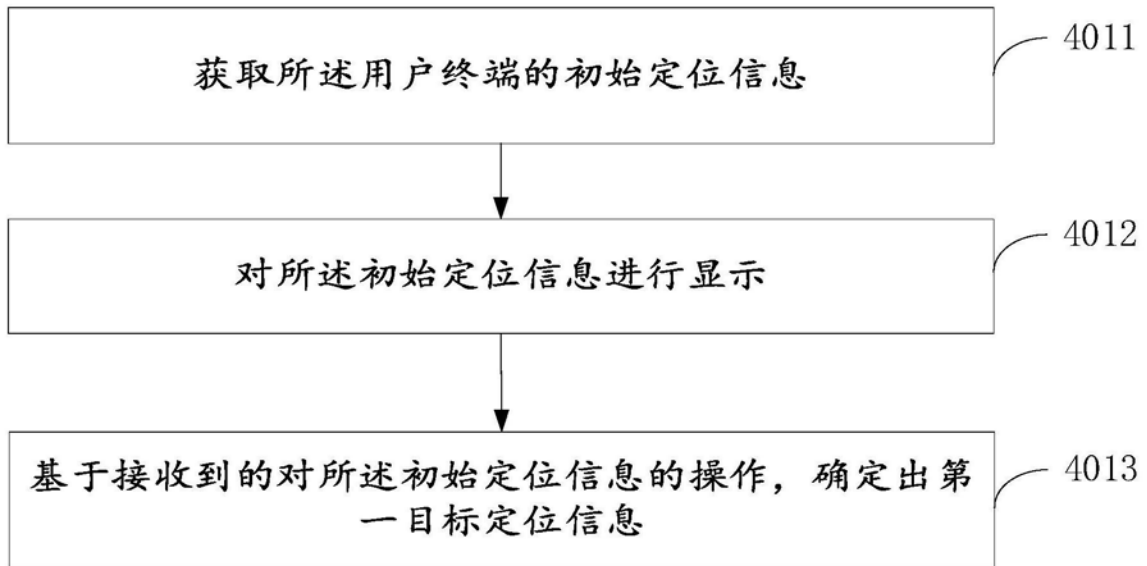 获取所述用户终端的初始定位信息
4011
对所述初始定位信息进行显示
4012
基于接收到的对所述初始定位信息的操作，确定出第
一目标定位信息
4013